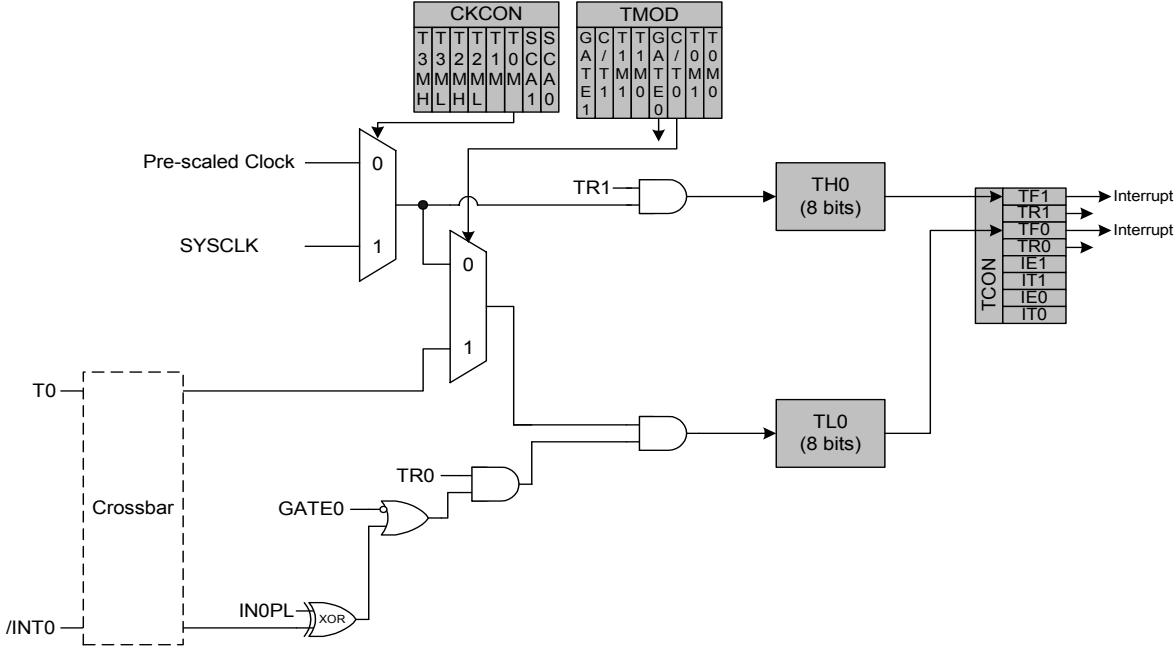 CKCON
T3MH
T3ML
T2MH
T2ML
T1M
T0M
SCA1
SCA0
TMOD
GATE1
C/T1
T1M1
T1M0
GATE0
C/T0
T0M1
T0M0
Pre-scaled Clock
0
SYSCLK
1
0
1
TR1
TH0
(8 bits)
TCON
TF1
TR1
TF0
TR0
IE1
IT1
IE0
IT0
Interrupt
Interrupt
T0
Crossbar
/INT0
TL0
(8 bits)
TR0
GATE0
IN0PL
XOR